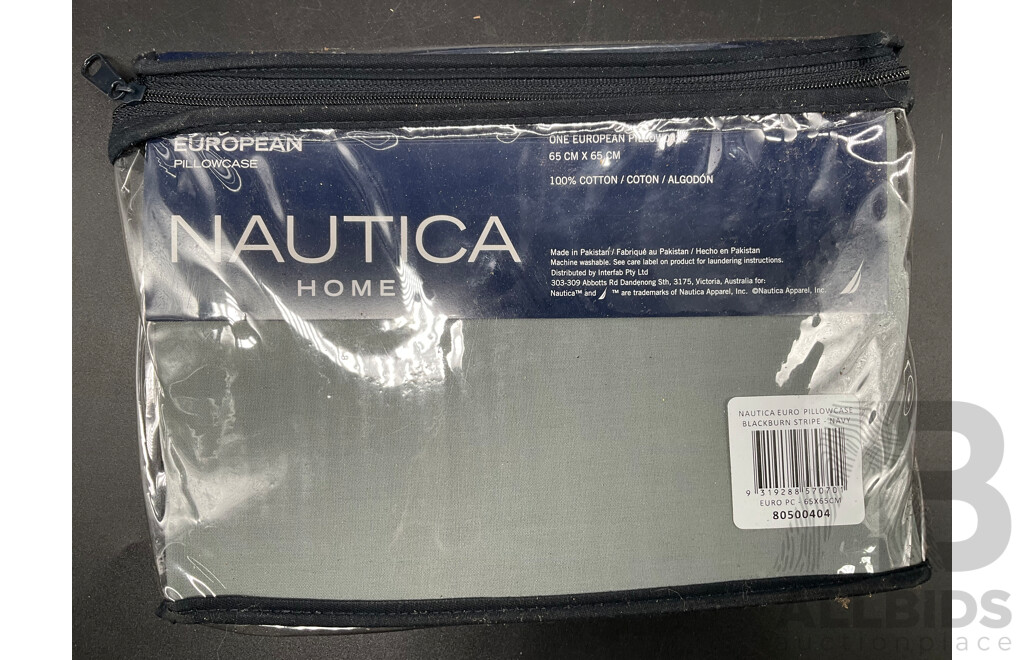 EUROPEAN
PILLOWCASE
NAUTICA
HOME
ONE EUROPEAN PILLOWCASE
65 CM X 65 CM
100% COTTON / COTON / ALGODÓN
Made in Pakistan / Fabriqué au Pakistan / Hecho en Pakistan
Machine washable. See care label on product for laundering instructions.
Distributed by Interfab Pty Ltd
303-309 Abbotts Rd Dandenong Sth, 3175, Victoria, Australia for:
Nautica™ and ™ are trademarks of Nautica Apparel, Inc. ©Nautica Apparel, Inc.
NAUTICA EURO PILLOWCASE
BLACKBURN STRIPE - NAVY
9 319288 570701
EURO PC - 65X65CM
80500404
ALLBIDS
auctionplace